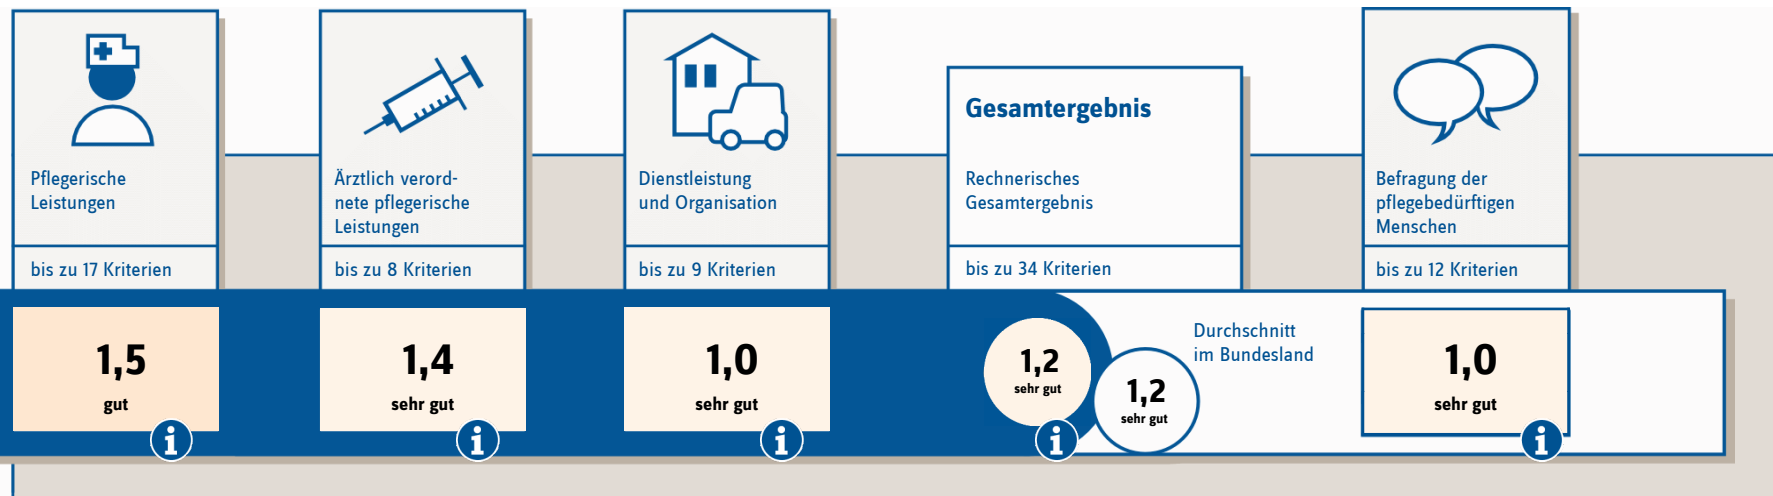 Pflegerische
Leistungen
bis zu 17 Kriterien
1,5
gut
i
Ärztlich verord-
nete pflegerische
Leistungen
bis zu 8 Kriterien
1,4
sehr gut
i
Dienstleistung
und Organisation
bis zu 9 Kriterien
1,0
sehr gut
i
Gesamtergebnis
Rechnerisches
Gesamtergebnis
bis zu 34 Kriterien
1,2
sehr gut
i
1,2
sehr gut
Durchschnitt
im Bundesland
Befragung der
pflegebedürftigen
Menschen
bis zu 12 Kriterien
1,0
sehr gut
i